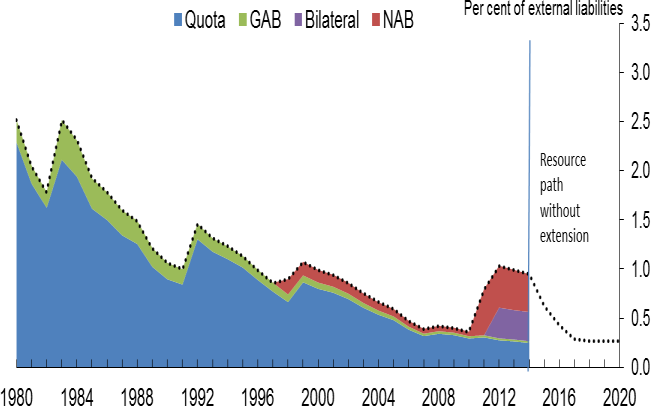 Per cent of external liabilities
Quota GAB Bilateral NAB
3.5
3.0
2.5
2.0
1.5
1.0
0.5
0.0
Resource
path
without
extension
1980 1984 1988 1992 1996 2000 2004 2008 2012 2016 2020